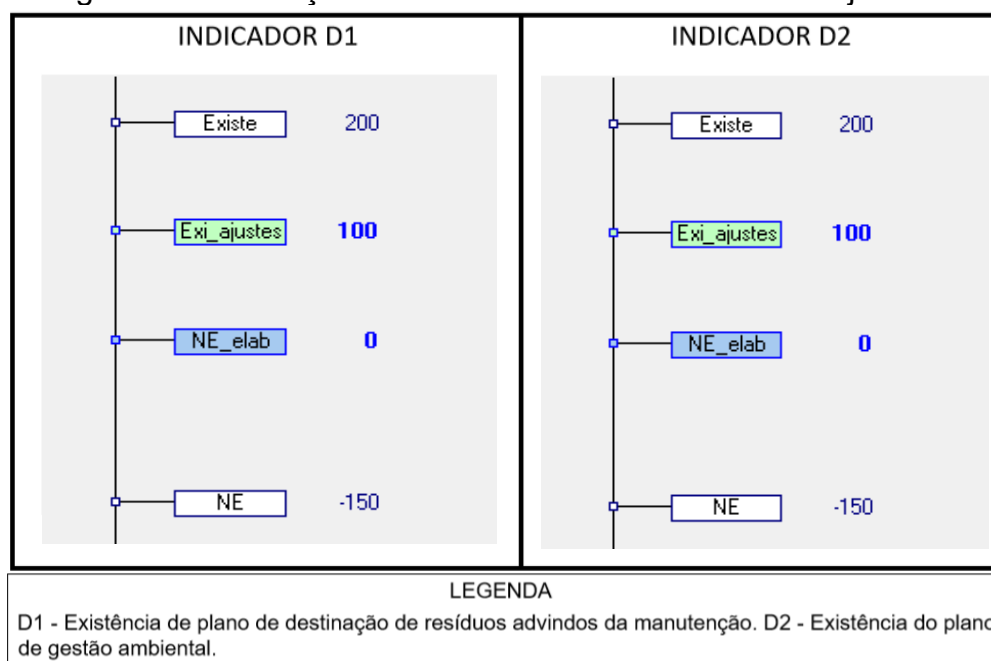 INDICADOR D1
Existe 200
Exi_ajustes 100
NE_elab 0
NE -150
INDICADOR D2
Existe 200
Exi_ajustes 100
NE_elab 0
NE -150
LEGENDA
D1 - Existência de plano de destinação de resíduos advindos da manutenção. D2 - Existência do plano
de gestão ambiental.